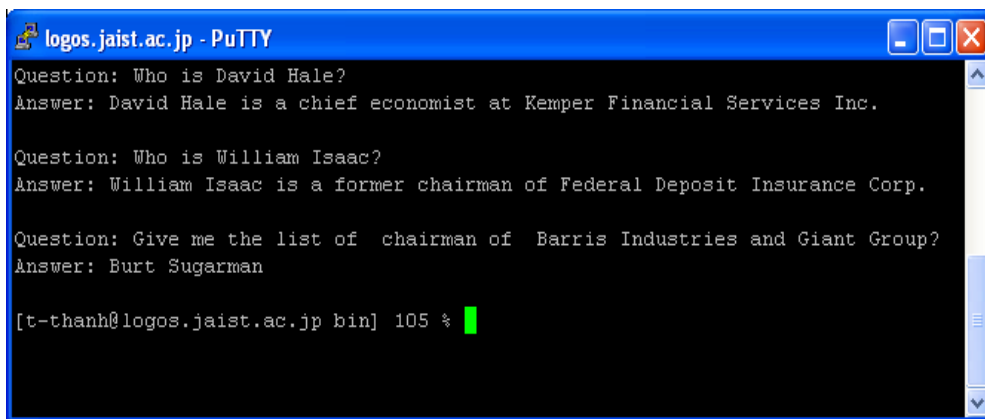 logos.jaist.ac.jp - PuTTY
Question: Who is David Hale?
Answer: David Hale is a chief economist at Kemper Financial Services Inc.
Question: Who is William Isaac?
Answer: William Isaac is a former chairman of Federal Deposit Insurance Corp.
Question: Give me the list of  chairman of  Barris Industries and Giant Group?
Answer: Burt Sugarman
[t-thanh@logos.jaist.ac.jp bin] 105 %